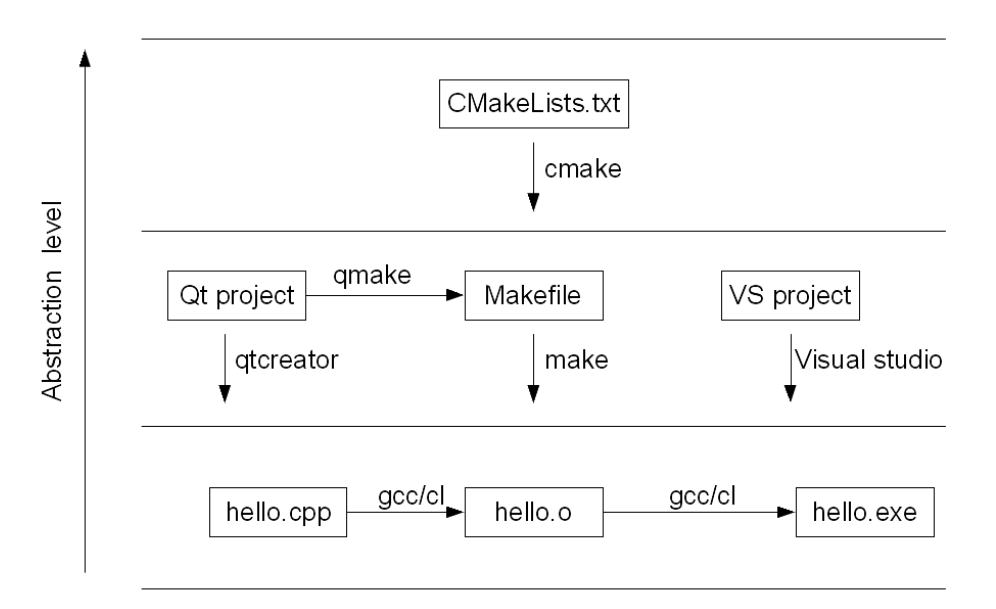 CMakeLists.txt
cmake
Abstraction level
qmake
Qt project
Makefile
VS project
qtcreator
make
Visual studio
gcc/cl
gcc/cl
hello.cpp
hello.o
hello.exe